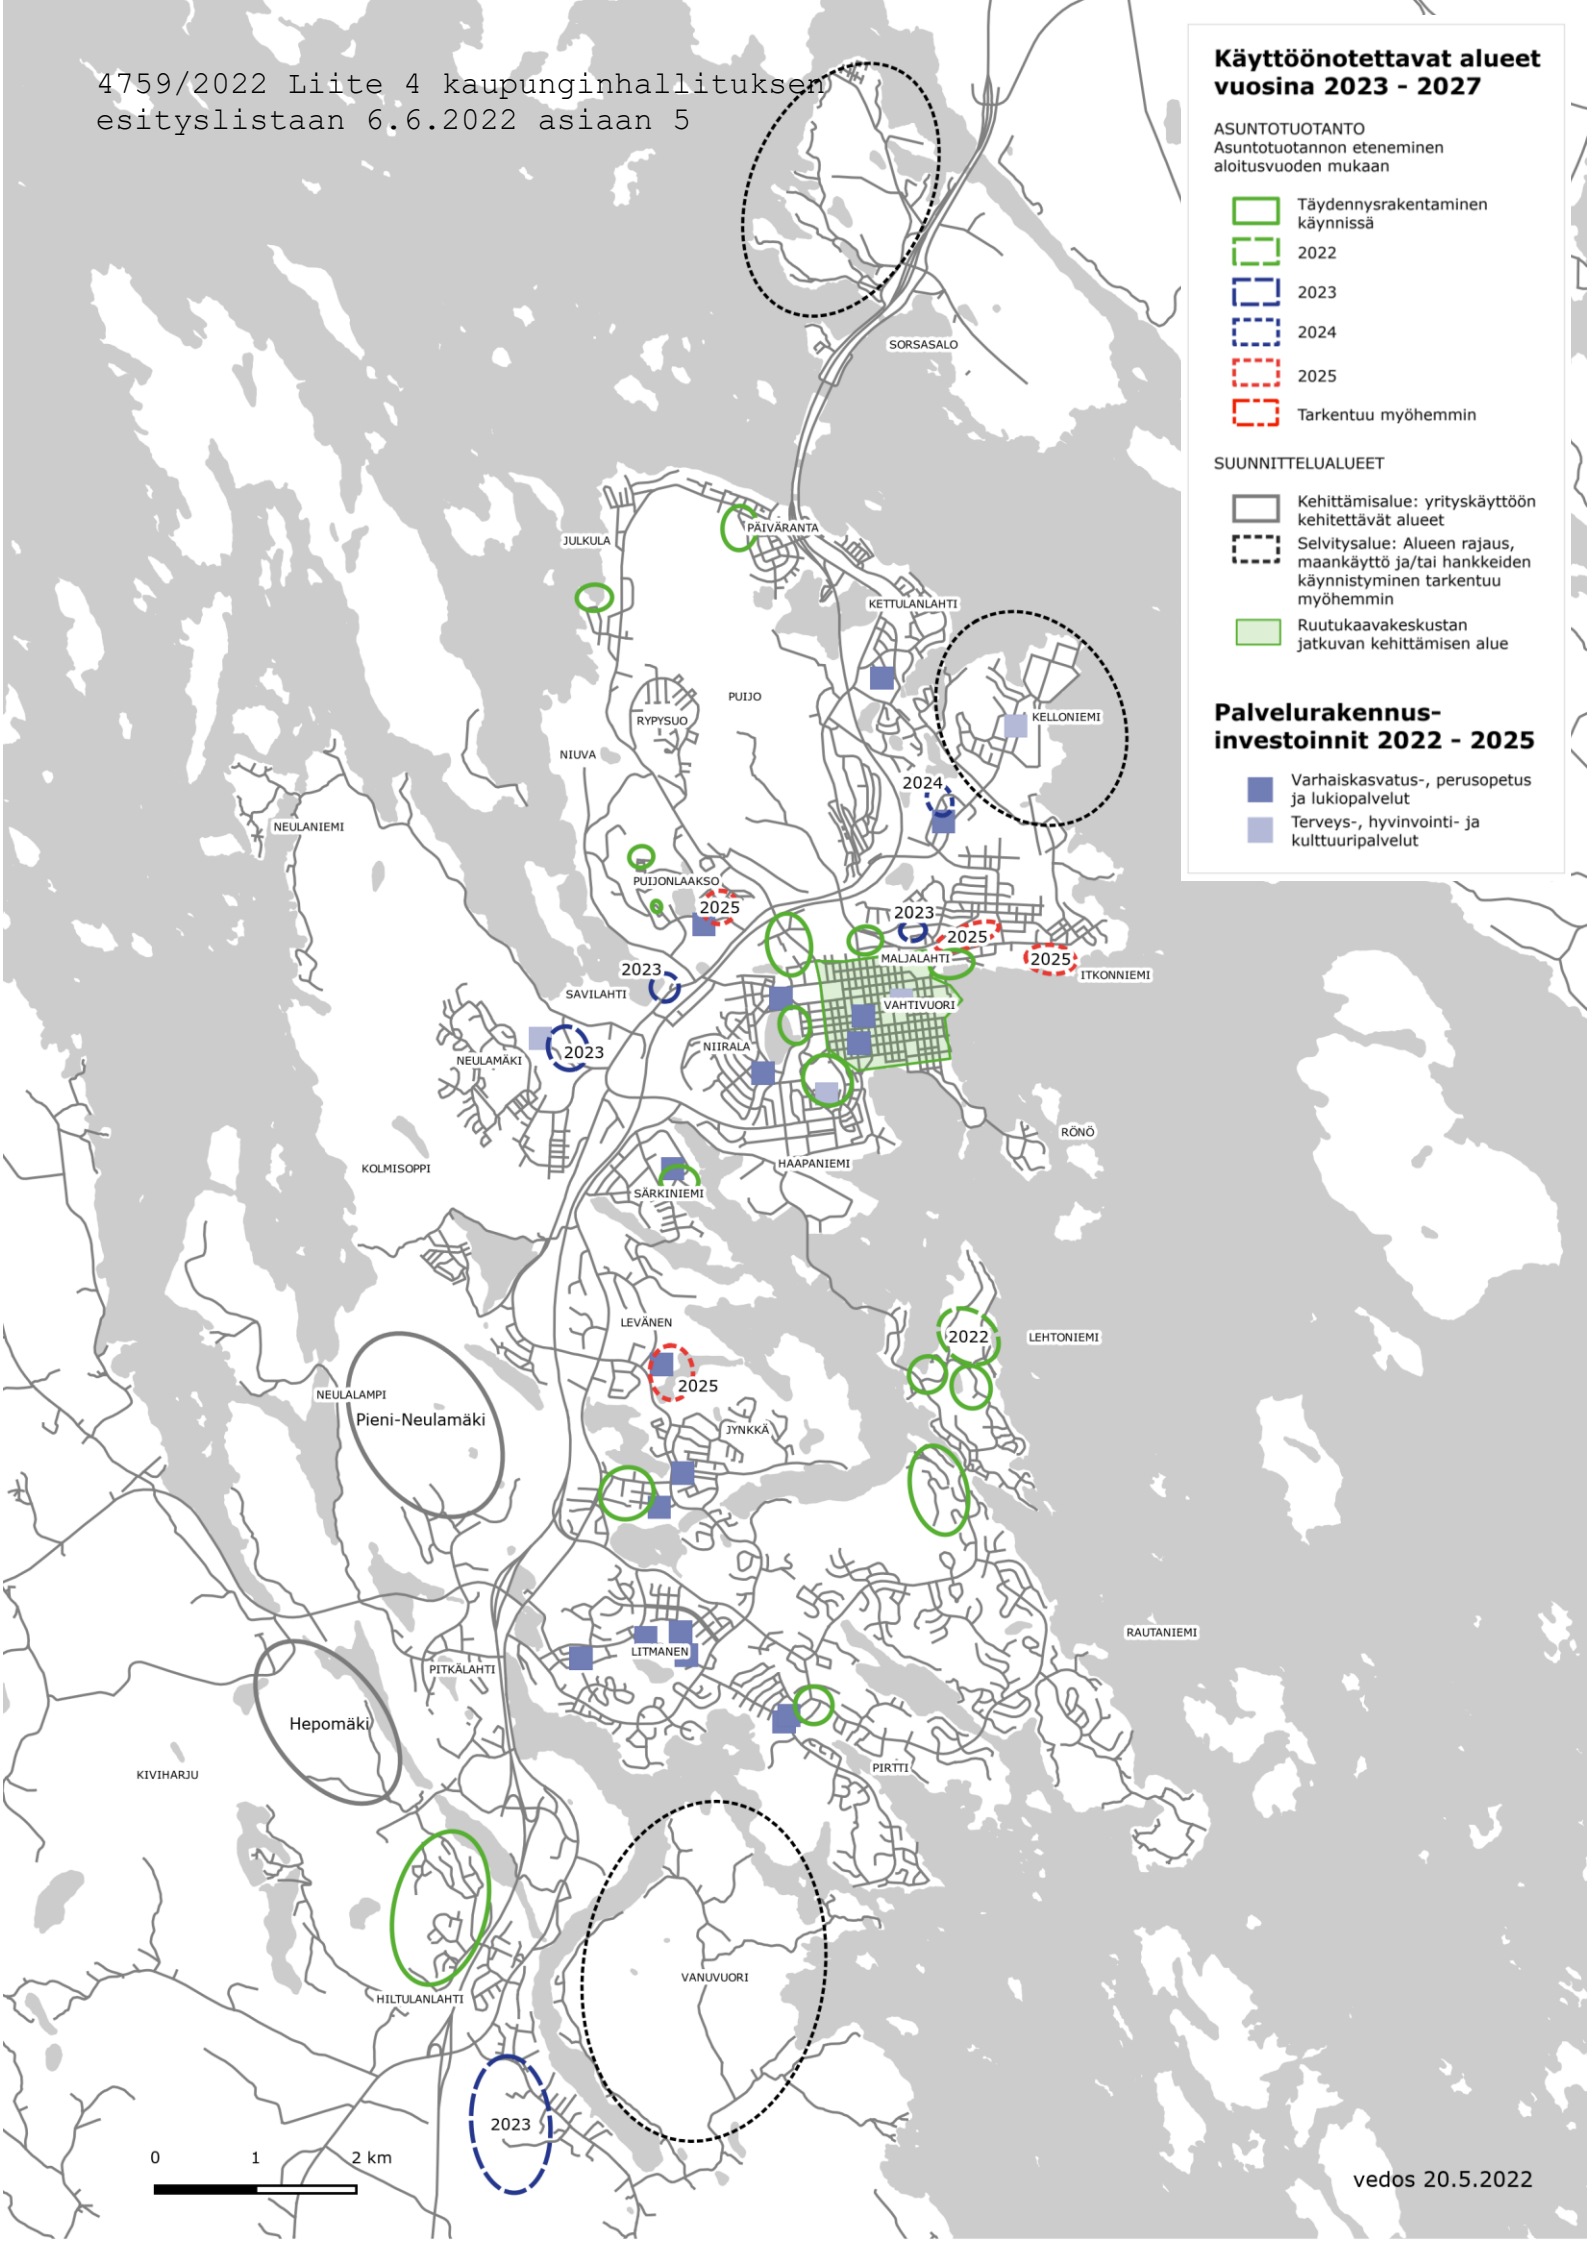 4759/2022 Liite 4 kaupunginhallituksen
esityslistaan 6.6.2022 asiaan 5
Käyttöönotettavat alueet
vuosina 2023 - 2027
ASUNTOTUOTANTO
Asuntotuotannon eteneminen
aloitusvuoden mukaan
Täydennysrakentaminen
käynnissä
2022
2023
2024
2025
Tarkentuu myöhemmin
SUUNNITTELUALUEET
Kehittämisalue: yrityskäyttöön
kehitettävät alueet
Selvitysalue: Alueen rajaus,
maankäyttö ja/tai hankkeiden
käynnistyminen tarkentuu
myöhemmin
Ruutukaavakeskustan
jatkuvan kehittämisen alue
Palvelurakennus-
investoinnit 2022 - 2025
Varhaiskasvatus-, perusopetus
ja lukiopalvelut
Terveys-, hyvinvointi- ja
kulttuuripalvelut
SORSASALO
PÄIVÄRANTA
JULKULA
KETTULANLAHTI
PUIJO
RYPYSUO
KELLONIEMI
NIUVA
2024
NEULANIEMI
PUIJONLAAKSO
2025
2023
2025
MALJALAHTI
2025
ITKONNIEMI
2023
SAVILAHTI
VAHTIVUORI
NIIRALA
2023
NEULAMÄKI
RÖNÖ
HAAPANIEMI
KOLMISOPPI
SÄRKINIEMI
LEVÄNEN
2022
LEHTONIEMI
2025
NEULALAMPI
Pieni-Neulamäki
JYNKKÄ
RAUTANIEMI
LITMANEN
PITKÄLAHTI
Hepomäki
PIRTTI
KIVIHARJU
VANUVUORI
HILTULANLAHTI
2023
0 1 2 km
vedos 20.5.2022